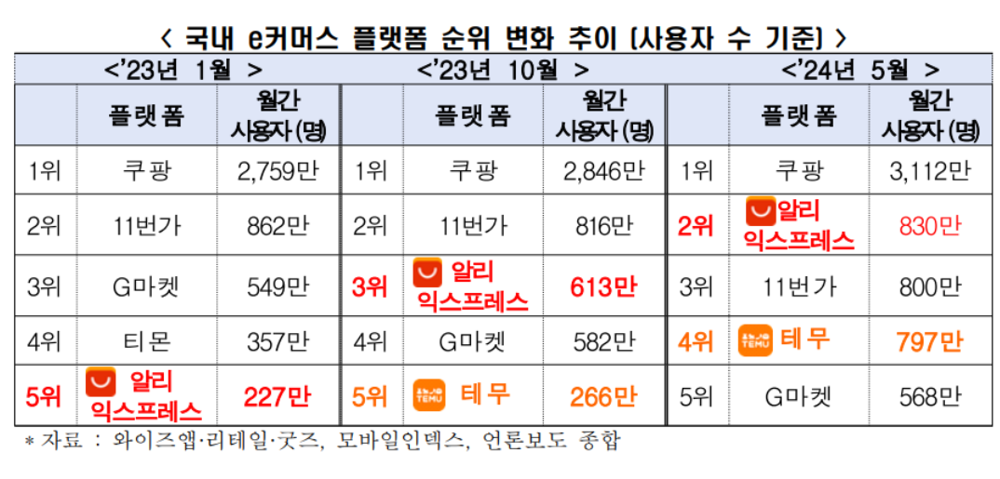 < 국내 e커머스 플랫폼 순위 변화 추이 (사용자 수 기준) >
<'23년 1월 > <'23년 10월 > <'24년 5월 >
플랫폼 월간 사용자(명) 플랫폼 월간 사용자(명) 플랫폼 월간 사용자(명)
1위 쿠팡 2,759만 1위 쿠팡 2,846만 1위 쿠팡 3,112만
2위 11번가 862만 2위 11번가 816만 2위 알리익스프레스 830만
3위 G마켓 549만 3위 알리익스프레스 613만 3위 11번가 800만
4위 티몬 357만 4위 G마켓 582만 4위 TEMU 테무 797만
5위 알리익스프레스 227만 5위 TEMU 테무 266만 5위 G마켓 568만
* 자료 : 와이즈앱·리테일·굿즈, 모바일인덱스, 언론보도 종합